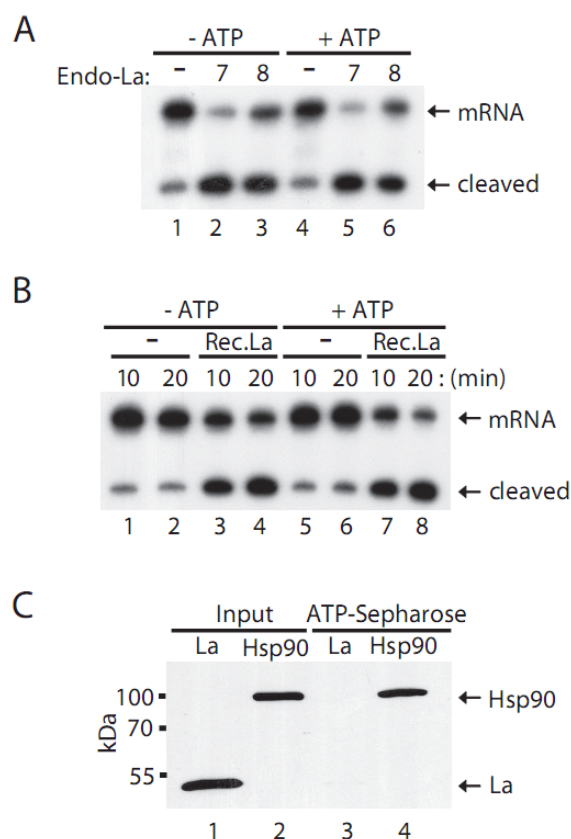 A
- ATP + ATP
Endo-La: - 7 8 - 7 8
← mRNA
← cleaved
1 2 3 4 5 6
B
- ATP + ATP
- Rec.La - Rec.La
10 20 10 20 10 20 10 20 : (min)
← mRNA
← cleaved
1 2 3 4 5 6 7 8
C
Input ATP-Sepharose
La Hsp90 La Hsp90
100 ← Hsp90
70
kDa
55
← La
1 2 3 4